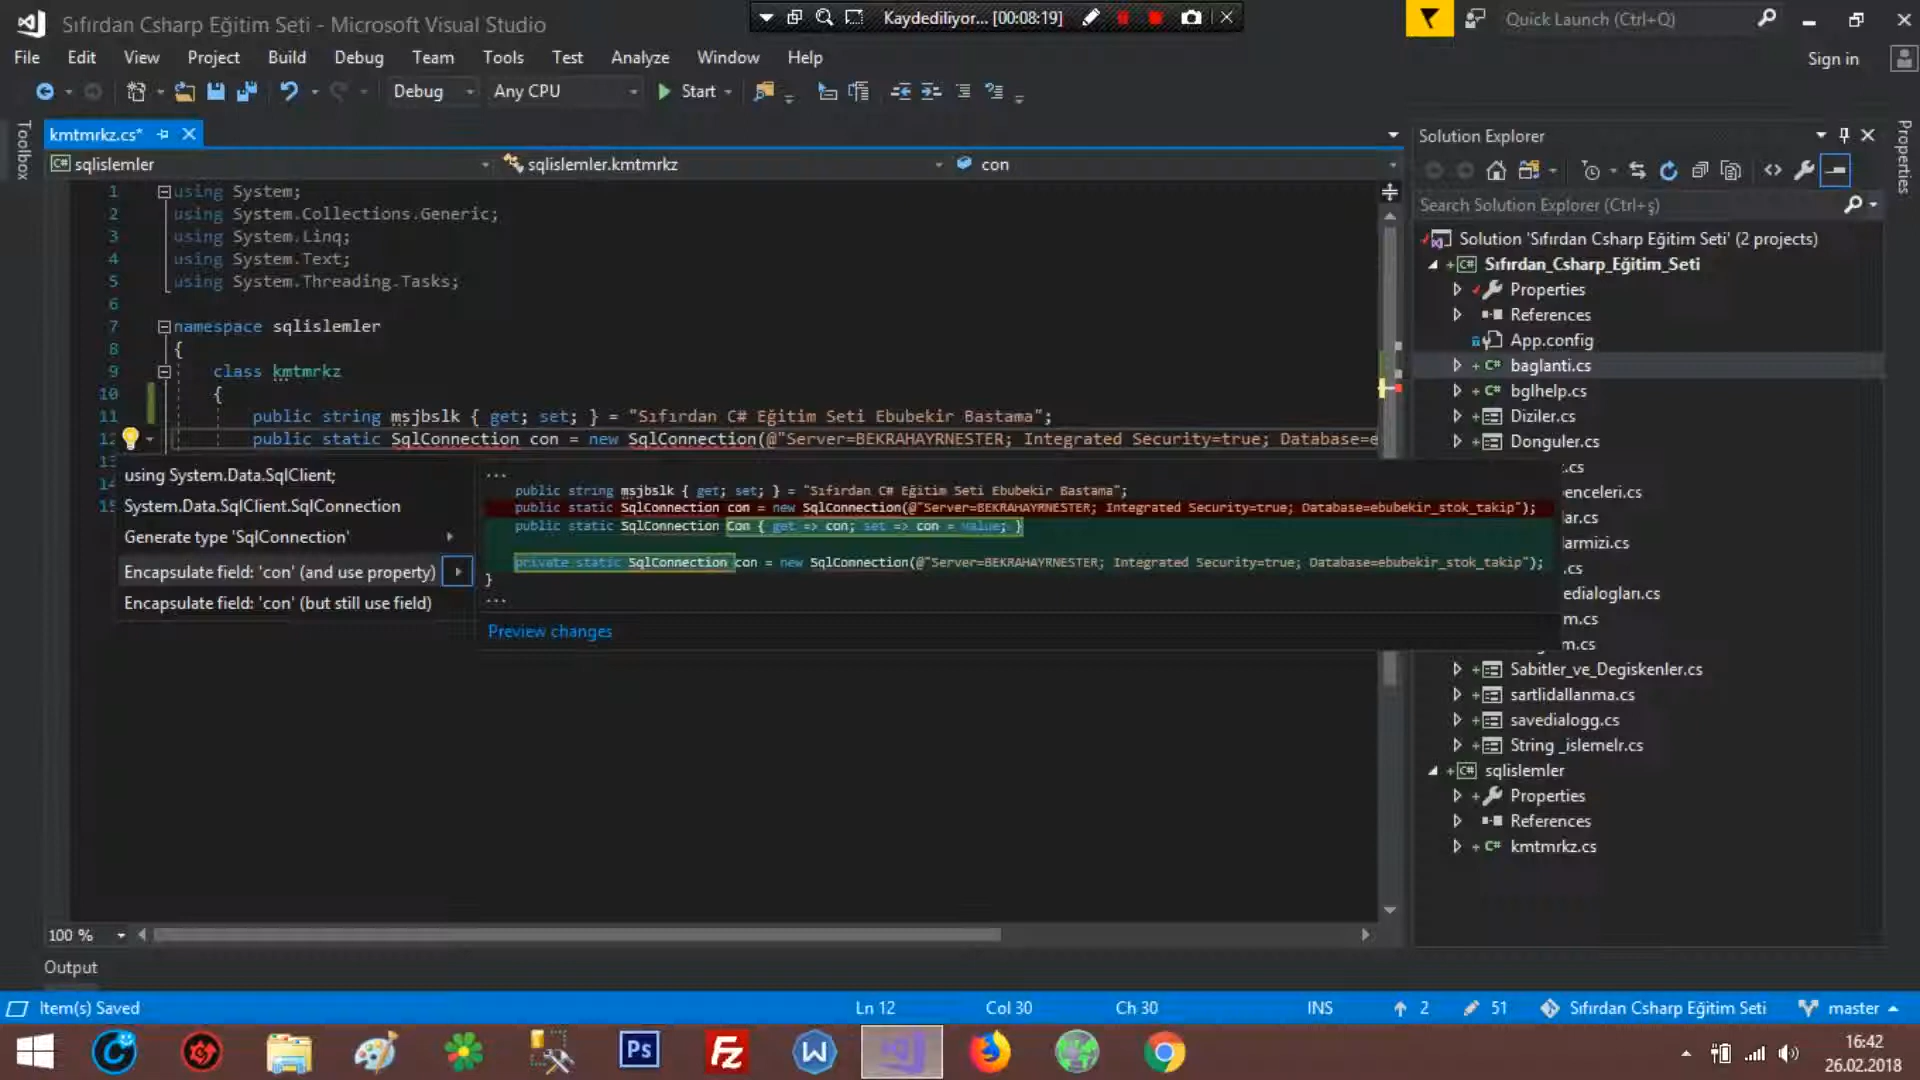 Sıfırdan Csharp Eğitim Seti - Microsoft Visual Studio
Kaydediliyor... [00:08:19]
Quick Launch (Ctrl+Q)
File Edit View Project Build Debug Team Tools Test Analyze Window Help
Sign in
Debug Any CPU Start
Toolbox
kmtmrkz.cs*
sqlislemler sqlislemler.kmtmrkz con
1 using System;
2 using System.Collections.Generic;
3 using System.Linq;
4 using System.Text;
5 using System.Threading.Tasks;
6
7 namespace sqlislemler
8 {
9 class kmtmrkz
10 {
11 public string msjbslk { get; set; } = "Sıfırdan C# Eğitim Seti Ebubekir Bastama";
12 public static SqlConnection con = new SqlConnection(@"Server=BEKRAHAYRNESTER; Integrated Security=true; Database=e
using System.Data.SqlClient;
System.Data.SqlClient.SqlConnection
Generate type 'SqlConnection'
Encapsulate field: 'con' (and use property)
Encapsulate field: 'con' (but still use field)
...
public string msjbslk { get; set; } = "Sıfırdan C# Eğitim Seti Ebubekir Bastama";
public static SqlConnection con = new SqlConnection(@"Server=BEKRAHAYRNESTER; Integrated Security=true; Database=ebubekir_stok_takip");
public static SqlConnection Con { get => con; set => con = value; }
private static SqlConnection con = new SqlConnection(@"Server=BEKRAHAYRNESTER; Integrated Security=true; Database=ebubekir_stok_takip");
}
...
Preview changes
100 %
Output
Solution Explorer
Properties
Search Solution Explorer (Ctrl+ş)
Solution 'Sıfırdan Csharp Eğitim Seti' (2 projects)
Sıfırdan_Csharp_Eğitim_Seti
Properties
References
App.config
baglanti.cs
bglhelp.cs
Diziler.cs
Donguler.cs
.cs
enceleri.cs
ar.cs
armizi.cs
.cs
edialogları.cs
m.cs
m.cs
Sabitler_ve_Degiskenler.cs
sartlidallanma.cs
savedialogg.cs
String _islemelr.cs
sqlislemler
Properties
References
kmtmrkz.cs
Item(s) Saved Ln 12 Col 30 Ch 30 INS 2 51 Sıfırdan Csharp Eğitim Seti master
Ps
Fz
16:42
26.02.2018